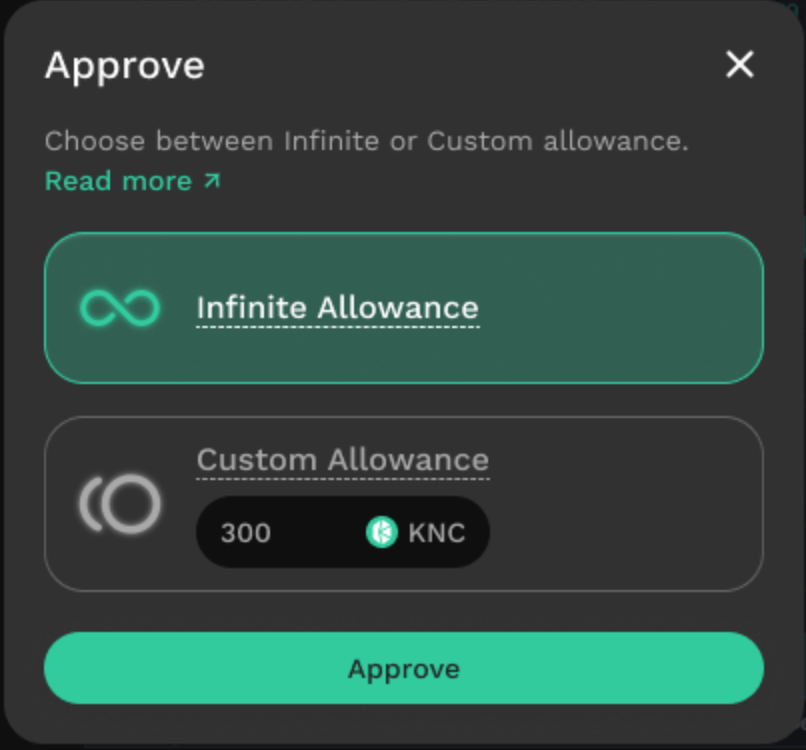 Approve
Choose between Infinite or Custom allowance.
Read more ↗
Infinite Allowance
Custom Allowance
300 KNC
Approve